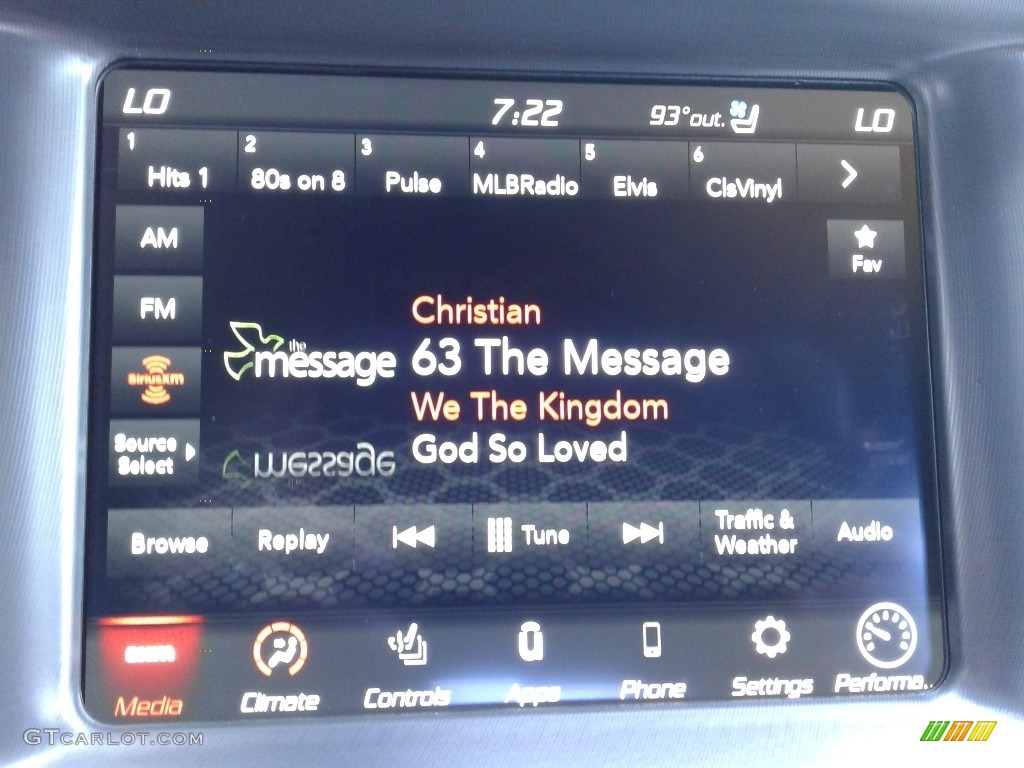 LO 7:22 93°out. LO
1 2 3 4 5 6
Hits 1 80s on 8 Pulse MLBRadio Elvis ClsVinyl
AM
Fav
FM
Christian
the
message
63 The Message
SiriusXM
We The Kingdom
Source
Select
God So Loved
message
Browse Replay Tune Traffic &
Weather Audio
Media Climate Controls Apps Phone Settings Performa..
GTCARLOT.COM